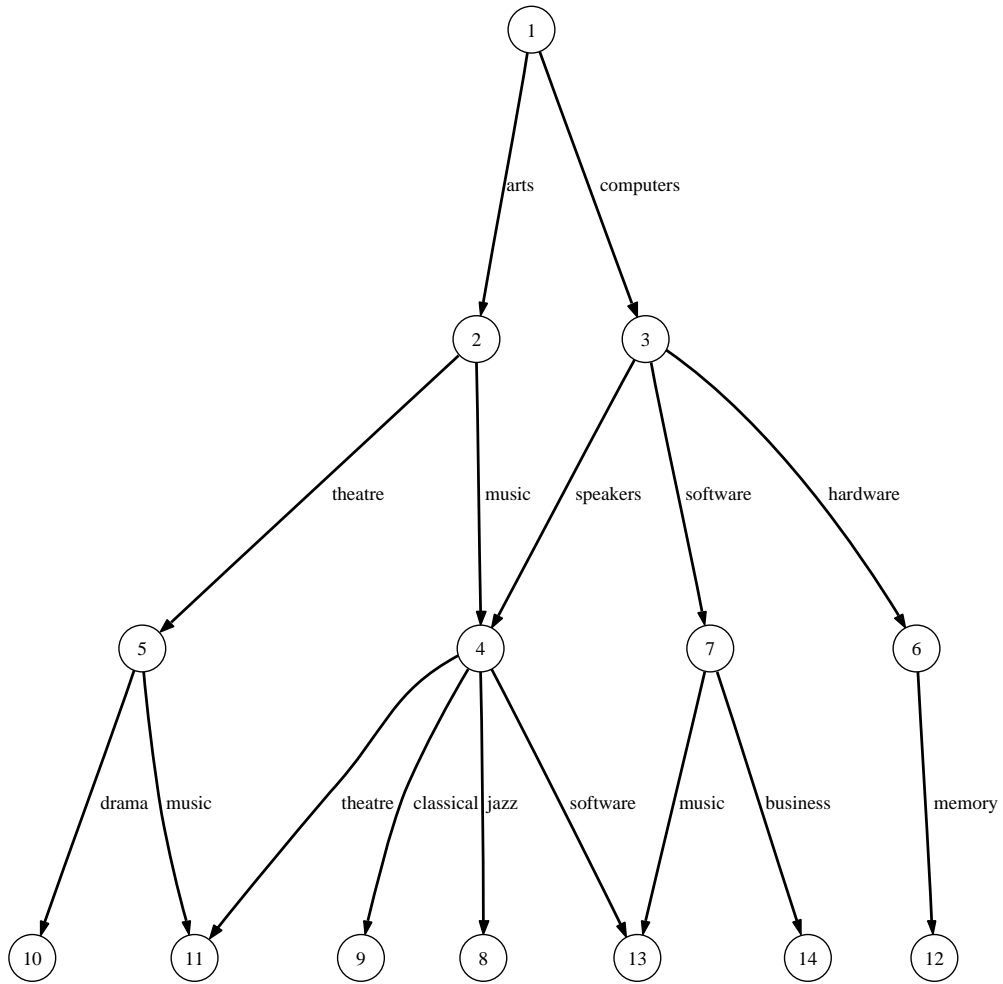 1
arts
computers
2
3
theatre
music
speakers
software
hardware
5
4
7
6
drama
music
theatre
classical
jazz
software
music
business
memory
10
11
9
8
13
14
12